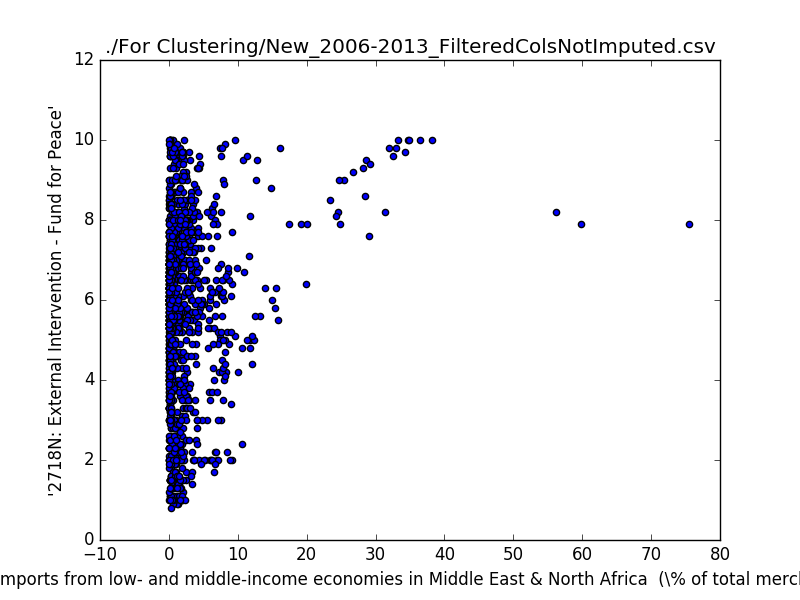 ./For Clustering/New_2006-2013_FilteredColsNotImputed.csv
'2718N: External Intervention - Fund for Peace'
12
10
8
6
4
2
0
−10 0 10 20 30 40 50 60 70 80
mports from low- and middle-income economies in Middle East & North Africa (\% of total merc